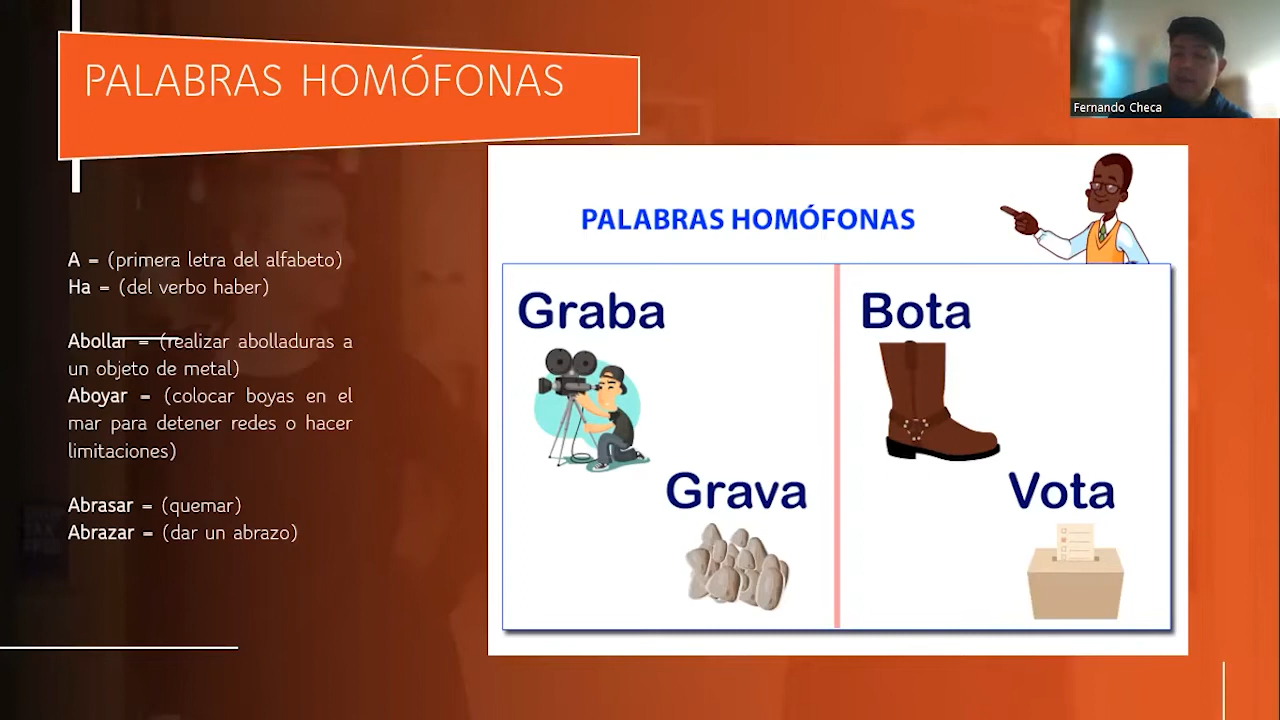 PALABRAS HOMÓFONAS
Fernando Checa
A = (primera letra del alfabeto)
Ha = (del verbo haber)
Abollar = (realizar abolladuras a
un objeto de metal)
Aboyar = (colocar boyas en el
mar para detener redes o hacer
limitaciones)
Abrasar = (quemar)
Abrazar = (dar un abrazo)
PALABRAS HOMÓFONAS
Graba
Grava
Bota
Vota